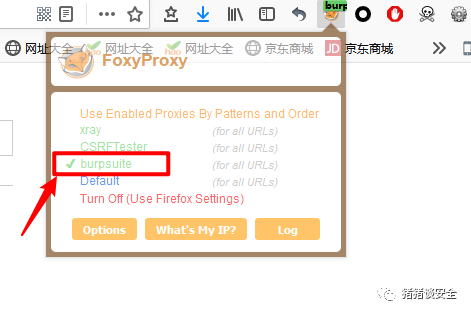 burp
网址大全 网址大全 网址大全 京东商城 JD 京东商城
FoxyProxy
Use Enabled Proxies By Patterns and Order
xray (for all URLs)
CSRFTester (for all URLs)
burpsuite (for all URLs)
Default (for all URLs)
Turn Off (Use Firefox Settings)
Options What's My IP? Log
猪猪谈安全